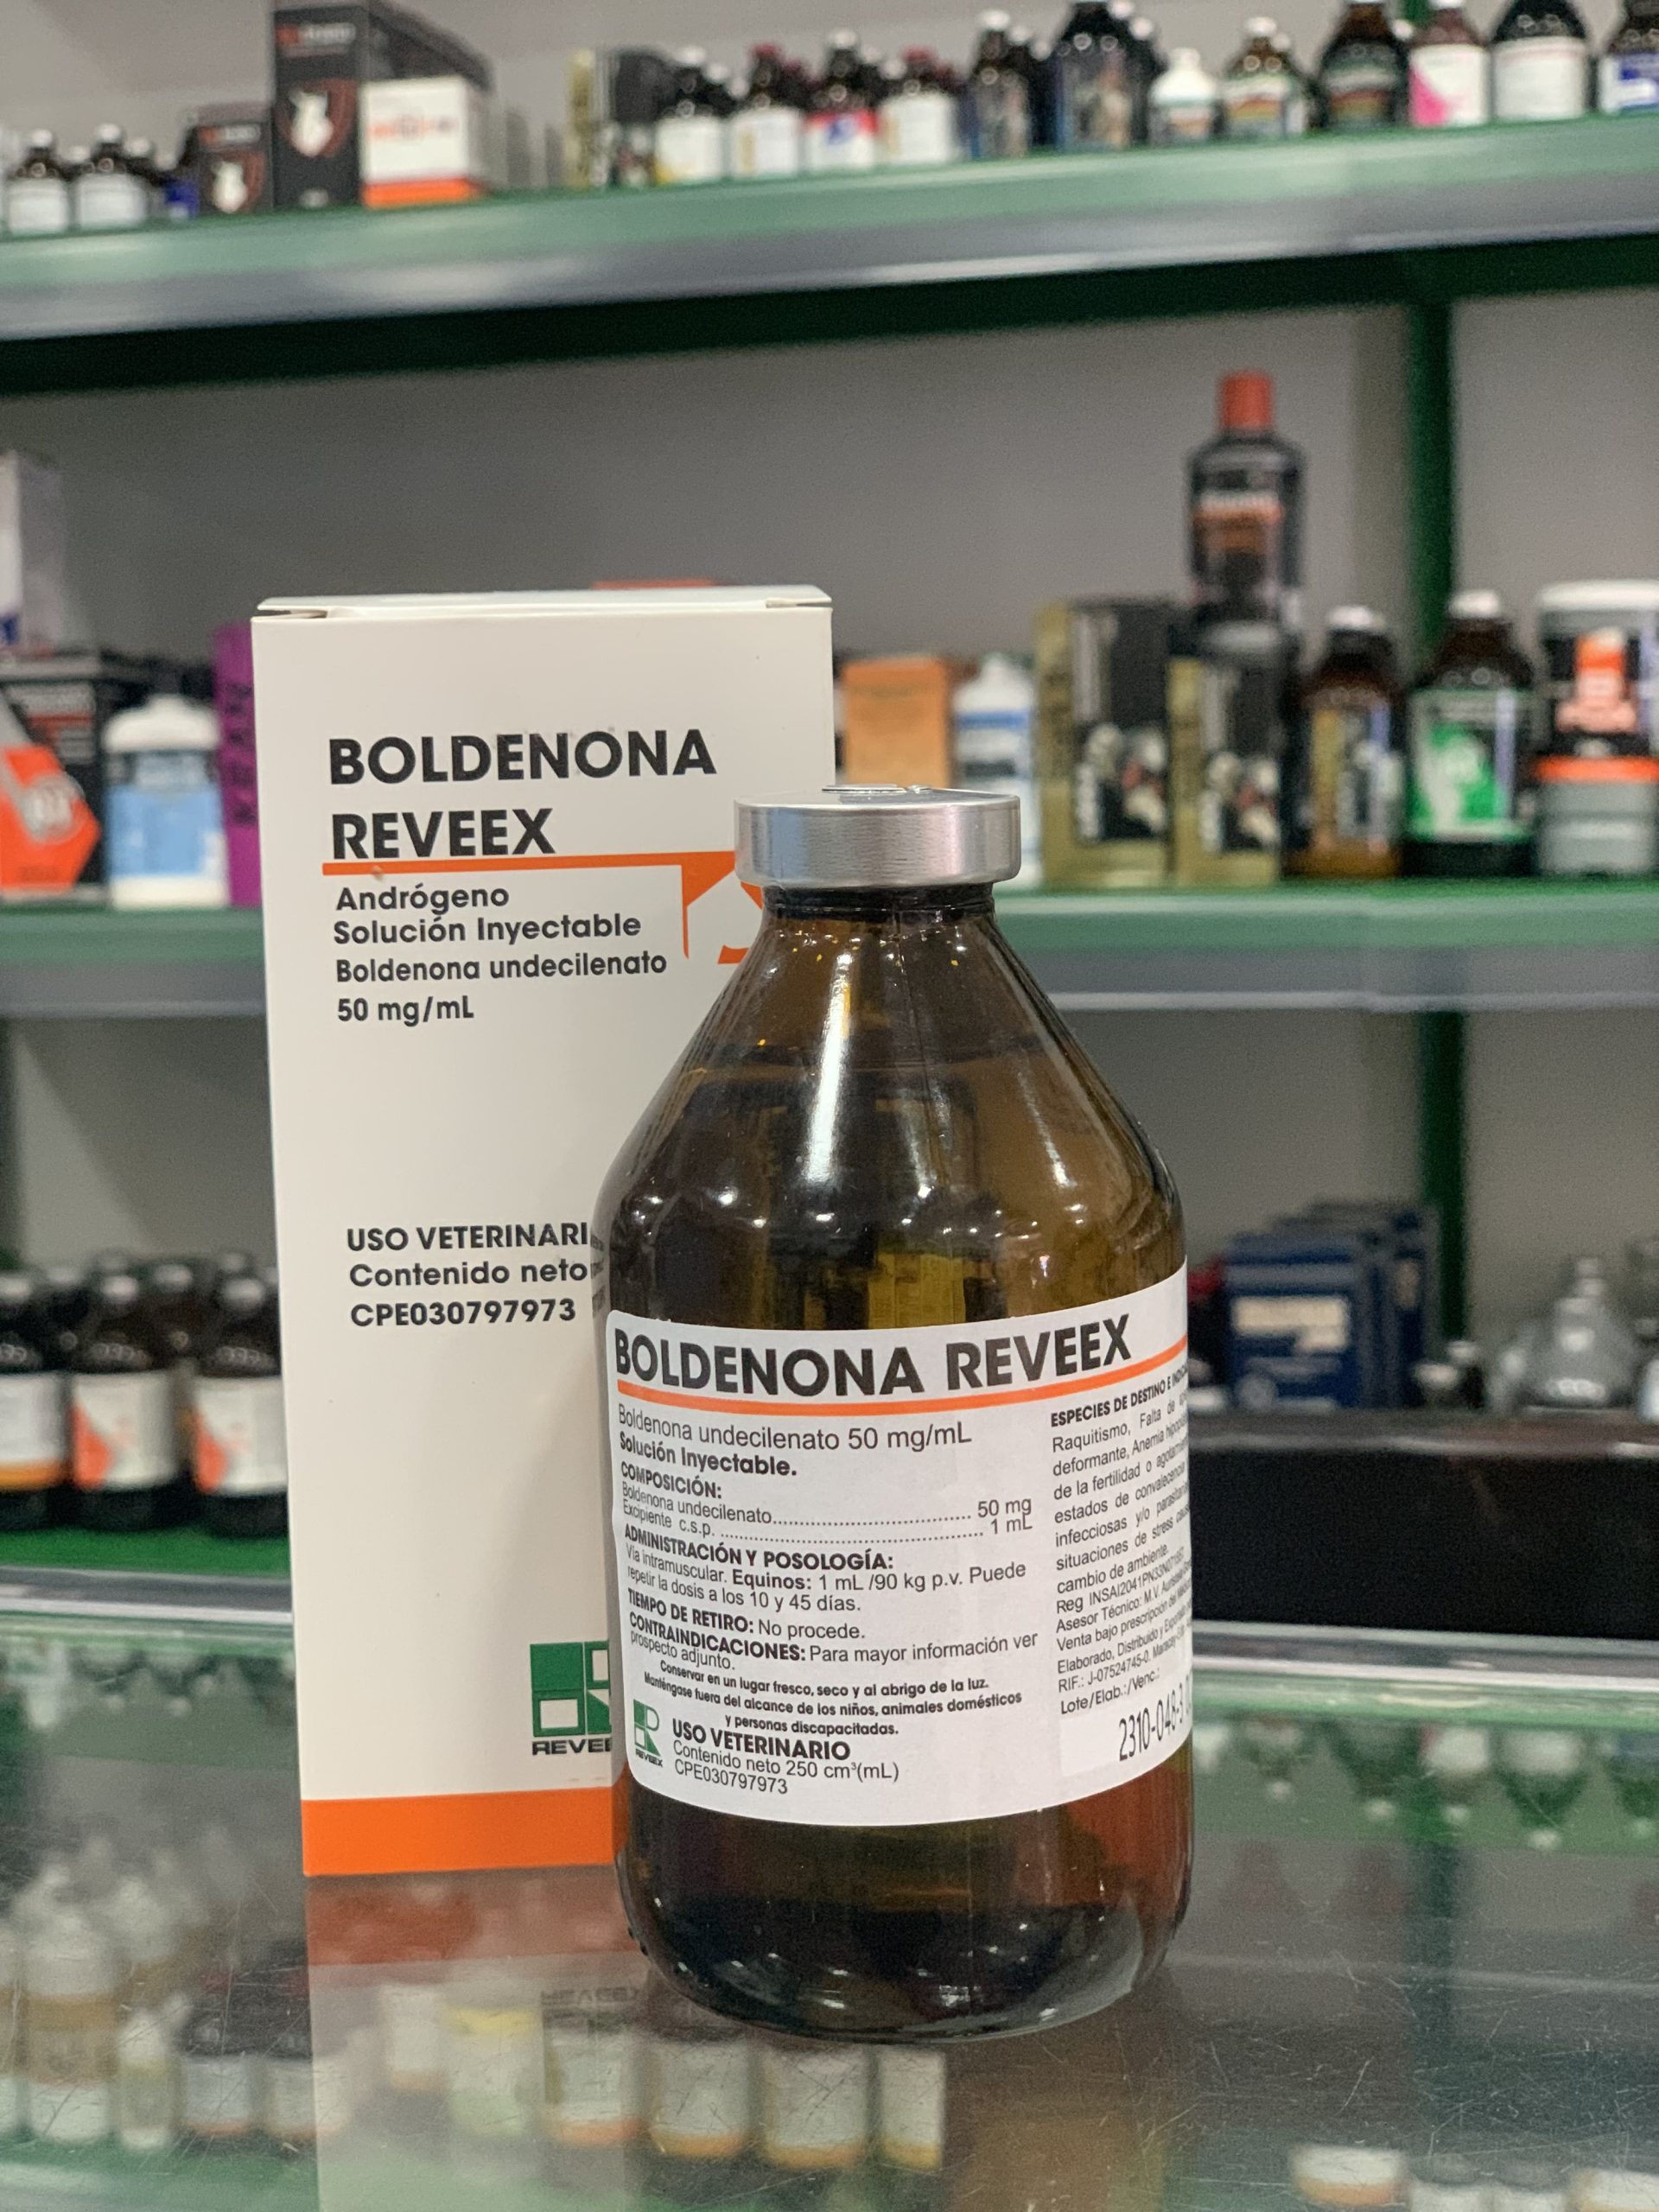 BOLDENONA
REVEEX
Andrógeno
Solución Inyectable
Boldenona undecilenato
50 mg/mL
USO VETERINARI
Contenido neto
CPE030797973
REVEE
BOLDENONA REVEEX
Boldenona undecilenato 50 mg/mL
Solución Inyectable.
COMPOSICIÓN:
Boldenona undecilenato........................... 50 mg
Excipiente c.s.p. .................................... 1 mL
ADMINISTRACIÓN Y POSOLOGÍA:
Vía intramuscular. Equinos: 1 mL /90 kg p.v. Puede
repetir la dosis a los 10 y 45 días.
TIEMPO DE RETIRO: No procede.
CONTRAINDICACIONES: Para mayor información ver
prospecto adjunto.
Conservar en un lugar fresco, seco y al abrigo de la luz.
Manténgase fuera del alcance de los niños, animales domésticos
y personas discapacitadas.
REVEEX
USO VETERINARIO
Contenido neto 250 cm³(mL)
CPE030797973
ESPECIES DE DESTINO E
Raquitismo, Falta de
deformante, Anemia
de la fertilidad o
estados de convalecencia
infecciosas y/o
situaciones de stress
cambio de ambiente.
Reg
Asesor Técnico: M.V.
Venta bajo prescripción del
Elaborado, Distribuido y
RIF.: J-07524745-0.
Lote/Elab.:/Venc.:
2310-048-3